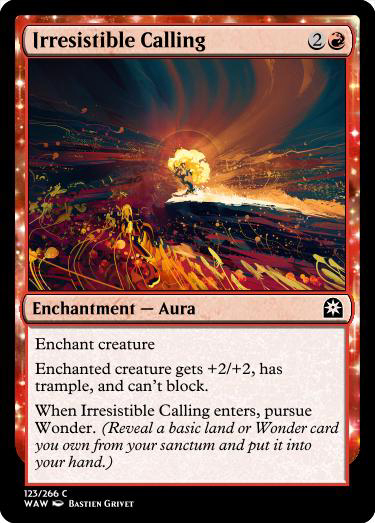 Irresistible Calling 2
Enchantment — Aura
Enchant creature
Enchanted creature gets +2/+2, has
trample, and can't block.
When Irresistible Calling enters, pursue
Wonder. (Reveal a basic land or Wonder card
you own from your sanctum and put it into
your hand.)
123/266 C
WAW Bastien Grivet